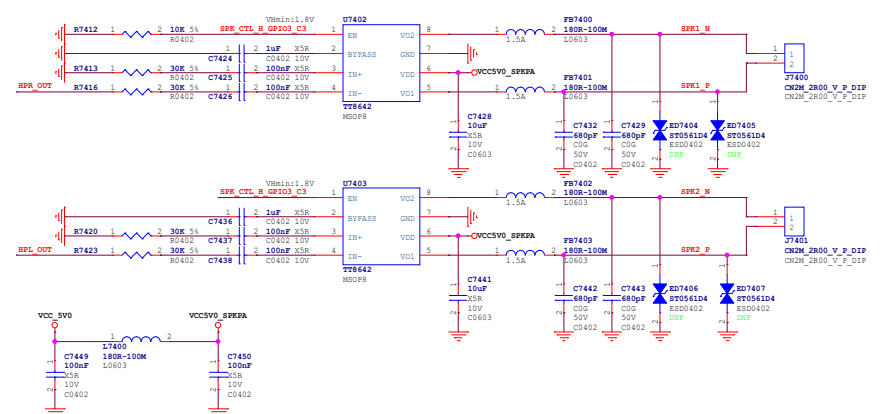 VHmin:1.8V U7402 FB7400
R7412 1 2 10K 5% SPK_CTL_H_GPIO3_C3 1 EN VO2 8 1 2 180R-100M SPK1_N
R0402 1.5A L0603
1 2 1uF X5R 2 BYPASS GND 7
C7424 C0402 10V
R7413 1 2 30K 5% 1 2 100nF X5R 3 IN+ VDD 6 VCC5V0_SPKPA
R0402 C7425 C0402 10V FB7401
HPR_OUT R7416 1 2 30K 5% 1 2 100nF X5R 4 IN- VO1 5 1 2 180R-100M SPK1_P
R0402 C7426 C0402 10V 1.5A L0603
TT8642
MSOP8
1 2
J7400
CN2M_2R00_V_P_DIP
CN2M_2R00_V_P_DIP
C7428 10uF X5R 10V C0603
C7432 680pF C0G 50V C0402
C7429 680pF C0G 50V C0402
ED7404 ST0561D4 ESD0402 DNP
ED7405 ST0561D4 ESD0402 DNP
VHmin:1.8V U7403 FB7402
SPK_CTL_H_GPIO3_C3 1 EN VO2 8 1 2 180R-100M SPK2_N
1.5A L0603
1 2 1uF X5R 2 BYPASS GND 7
C7436 C0402 10V
R7420 1 2 30K 5% 1 2 100nF X5R 3 IN+ VDD 6 VCC5V0_SPKPA
R0402 C7437 C0402 10V FB7403
HPL_OUT R7423 1 2 30K 5% 1 2 100nF X5R 4 IN- VO1 5 1 2 180R-100M SPK2_P
R0402 C7438 C0402 10V 1.5A L0603
TT8642
MSOP8
1 2
J7401
CN2M_2R00_V_P_DIP
CN2M_2R00_V_P_DIP
C7441 10uF X5R 10V C0603
C7442 680pF C0G 50V C0402
C7443 680pF C0G 50V C0402
ED7406 ST0561D4 ESD0402 DNP
ED7407 ST0561D4 ESD0402 DNP
VCC_5V0 VCC5V0_SPKPA
1 2
L7400
180R-100M
L0603
C7449 100nF X5R 10V C0402
C7450 100nF X5R 10V C0402